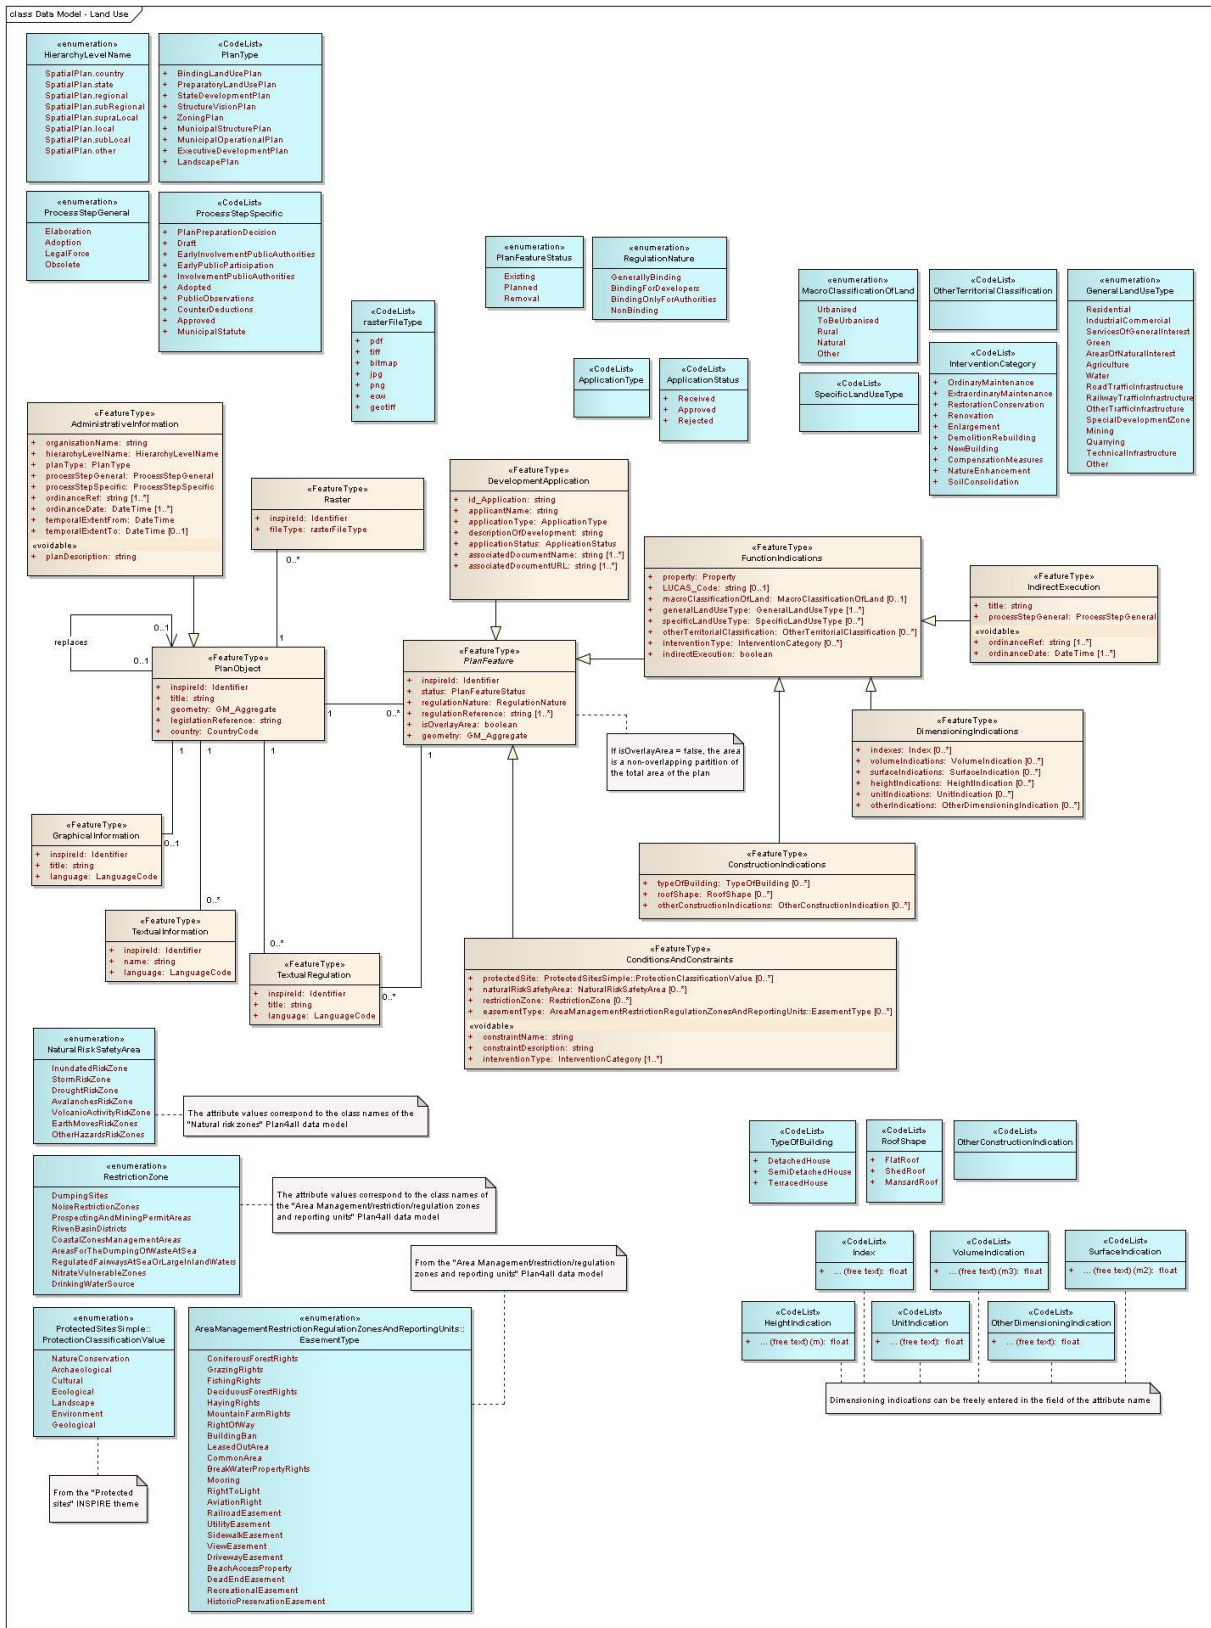 class Data Model - Land Use
«enumeration»
HierarchyLevelName
SpatialPlan.country
SpatialPlan.state
SpatialPlan.regional
SpatialPlan.subRegional
SpatialPlan.supraLocal
SpatialPlan.local
SpatialPlan.subLocal
SpatialPlan.other
«CodeList»
PlanType
+ BindingLandUsePlan
+ PreparatoryLandUsePlan
+ StateDevelopmentPlan
+ StructureVisionPlan
+ ZoningPlan
+ MunicipalStructurePlan
+ MunicipalOperationalPlan
+ ExecutiveDevelopmentPlan
+ LandscapePlan
«enumeration»
ProcessStepGeneral
Elaboration
Adoption
LegalForce
Obsolete
«CodeList»
ProcessStepSpecific
+ PlanPreparationDecision
+ Draft
+ EarlyInvolvementPublicAuthorities
+ EarlyPublicParticipation
+ InvolvementPublicAuthorities
+ Adopted
+ PublicObservations
+ CounterDeductions
+ Approved
+ MunicipalStatute
«CodeList»
rasterFileType
+ pdf
+ tiff
+ bitmap
+ jpg
+ png
+ ecw
+ geotiff
«enumeration»
PlanFeatureStatus
Existing
Planned
Removal
«enumeration»
RegulationNature
GenerallyBinding
BindingForDevelopers
BindingOnlyForAuthorities
NonBinding
«CodeList»
ApplicationType
«CodeList»
ApplicationStatus
+ Received
+ Approved
+ Rejected
«enumeration»
MacroClassificationOfLand
Urbanised
ToBeUrbanised
Rural
Natural
Other
«CodeList»
OtherTerritorialClassification
«enumeration»
GeneralLandUseType
Residential
IndustrialCommercial
ServicesOfGeneralInterest
Green
AreasOfNaturalInterest
Agriculture
Water
RoadTrafficInfrastructure
RailwayTrafficInfrastructure
OtherTrafficInfrastructure
SpecialDevelopmentZone
Mining
Quarrying
TechnicalInfrastructure
Other
«CodeList»
SpecificLandUseType
«CodeList»
InterventionCategory
+ OrdinaryMaintenance
+ ExtraordinaryMaintenance
+ RestorationConservation
+ Renovation
+ Enlargement
+ DemolitionRebuilding
+ NewBuilding
+ CompensationMeasures
+ NatureEnhancement
+ SoilConsolidation
«FeatureType»
AdministrativeInformation
+ organisationName: string
+ hierarchyLevelName: HierarchyLevelName
+ planType: PlanType
+ processStepGeneral: ProcessStepGeneral
+ processStepSpecific: ProcessStepSpecific
+ ordinanceRef: string [1..*]
+ ordinanceDate: DateTime [1..*]
+ temporalExtentFrom: DateTime
+ temporalExtentTo: DateTime [0..1]
«voidable»
+ planDescription: string
«FeatureType»
Raster
+ inspireId: Identifier
+ fileType: rasterFileType
0..*
1
«FeatureType»
DevelopmentApplication
+ id_Application: string
+ applicantName: string
+ applicationType: ApplicationType
+ descriptionOfDevelopment: string
+ applicationStatus: ApplicationStatus
+ associatedDocumentName: string [1..*]
+ associatedDocumentURL: string [1..*]
«FeatureType»
FunctionIndications
+ property: Property
+ LUCAS_Code: string [0..1]
+ macroClassificationOfLand: MacroClassificationOfLand [0..1]
+ generalLandUseType: GeneralLandUseType [1..*]
+ specificLandUseType: SpecificLandUseType [0..*]
+ otherTerritorialClassification: OtherTerritorialClassification [0..*]
+ interventionType: InterventionCategory [0..*]
+ indirectExecution: boolean
«FeatureType»
IndirectExecution
+ title: string
+ processStepGeneral: ProcessStepGeneral
«voidable»
+ ordinanceRef: string [1..*]
+ ordinanceDate: DateTime [1..*]
replaces
0..1
0..1
«FeatureType»
PlanObject
+ inspireId: Identifier
+ title: string
+ geometry: GM_Aggregate
+ legislationReference: string
+ country: CountryCode
1
0..*
1 1 1
«FeatureType»
PlanFeature
+ inspireId: Identifier
+ status: PlanFeatureStatus
+ regulationNature: RegulationNature
+ regulationReference: string [1..*]
+ isOverlayArea: boolean
+ geometry: GM_Aggregate
1
If isOverlayArea = false, the area
is a non-overlapping partition of
the total area of the plan
«FeatureType»
DimensioningIndications
+ indexes: Index [0..*]
+ volumeIndications: VolumeIndication [0..*]
+ surfaceIndications: SurfaceIndication [0..*]
+ heightIndications: HeightIndication [0..*]
+ unitIndications: UnitIndication [0..*]
+ otherIndications: OtherDimensioningIndication [0..*]
«FeatureType»
GraphicalInformation
+ inspireId: Identifier
+ title: string
+ language: LanguageCode
0..1
«FeatureType»
ConstructionIndications
+ typeOfBuilding: TypeOfBuilding [0..*]
+ roofShape: RoofShape [0..*]
+ otherConstructionIndications: OtherConstructionIndication [0..*]
0..*
«FeatureType»
TextualInformation
+ inspireId: Identifier
+ name: string
+ language: LanguageCode
0..*
«FeatureType»
TextualRegulation
+ inspireId: Identifier
+ title: string
+ language: LanguageCode
0..*
«FeatureType»
ConditionsAndConstraints
+ protectedSite: ProtectedSitesSimple::ProtectionClassificationValue [0..*]
+ naturalRiskSafetyArea: NaturalRiskSafetyArea [0..*]
+ restrictionZone: RestrictionZone [0..*]
+ easementType: AreaManagementRestrictionRegulationZonesAndReportingUnits::EasementType [0..*]
«voidable»
+ constraintName: string
+ constraintDescription: string
+ interventionType: InterventionCategory [1..*]
«enumeration»
NaturalRiskSafetyArea
InundatedRiskZone
StormRiskZone
DroughtRiskZone
AvalanchesRiskZone
VolcanicActivityRiskZone
EarthMovesRiskZones
OtherHazardsRiskZones
The attribute values correspond to the class names of the
"Natural risk zones" Plan4all data model
«enumeration»
RestrictionZone
DumpingSites
NoiseRestrictionZones
ProspectingAndMiningPermitAreas
RivenBasinDistricts
CoastalZonesManagementAreas
AreasForTheDumpingOfWasteAtSea
RegulatedFairwaysAtSeaOrLargeInlandWaters
NitrateVulnerableZones
DrinkingWaterSource
The attribute values correspond to the class names of
the "Area Management/restriction/regulation zones
and reporting units" Plan4all data model
From the "Area Management/restriction/regulation
zones and reporting units" Plan4all data model
«CodeList»
TypeOfBuilding
+ DetachedHouse
+ SemiDetachedHouse
+ TerracedHouse
«CodeList»
RoofShape
+ FlatRoof
+ ShedRoof
+ MansardRoof
«CodeList»
OtherConstructionIndication
«CodeList»
Index
+ ... (free text): float
«CodeList»
VolumeIndication
+ ... (free text) (m3): float
«CodeList»
SurfaceIndication
+ ... (free text) (m2): float
«CodeList»
HeightIndication
+ ... (free text) (m): float
«CodeList»
UnitIndication
+ ... (free text): float
«CodeList»
OtherDimensioningIndication
+ ... (free text): float
Dimensioning indications can be freely entered in the field of the attribute name
«enumeration»
ProtectedSitesSimple::
ProtectionClassificationValue
NatureConservation
Archaeological
Cultural
Ecological
Landscape
Environment
Geological
From the "Protected
sites" INSPIRE theme
«enumeration»
AreaManagementRestrictionRegulationZonesAndReportingUnits::
EasementType
ConiferousForestRights
GrazingRights
FishingRights
DeciduousForestRights
HayingRights
MountainFarmRights
RightOfWay
BuildingBan
LeasedOutArea
CommonArea
BreakWaterPropertyRights
Mooring
RightToLight
AviationRight
RailroadEasement
UtilityEasement
SidewalkEasement
ViewEasement
DrivewayEasement
BeachAccessProperty
DeadEndEasement
RecreationalEasement
HistoricPreservationEasement